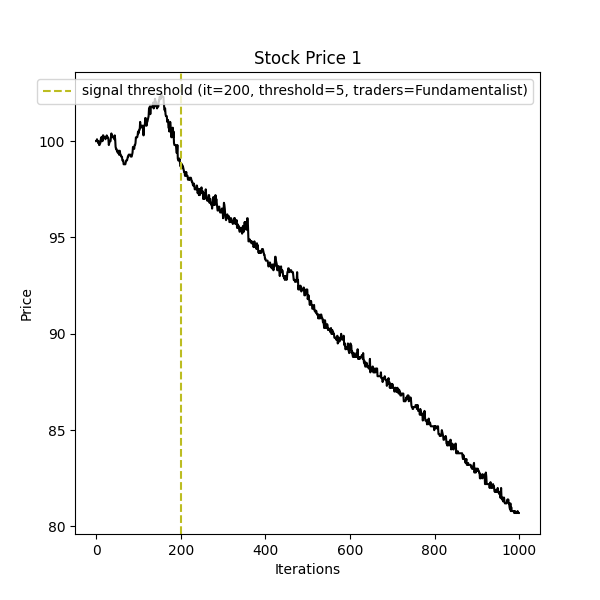 Stock Price 1
signal threshold (it=200, threshold=5, traders=Fundamentalist)
100
95
90
85
80
Price
0 200 400 600 800 1000
Iterations